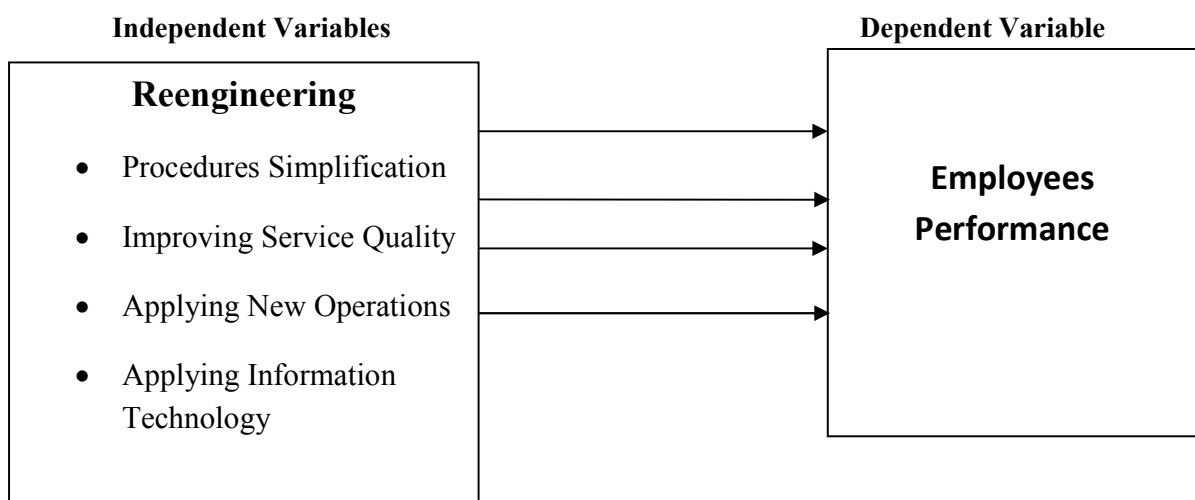 Independent Variables
Dependent Variable
Reengineering
• Procedures Simplification
• Improving Service Quality
• Applying New Operations
• Applying Information
Technology
Employees
Performance